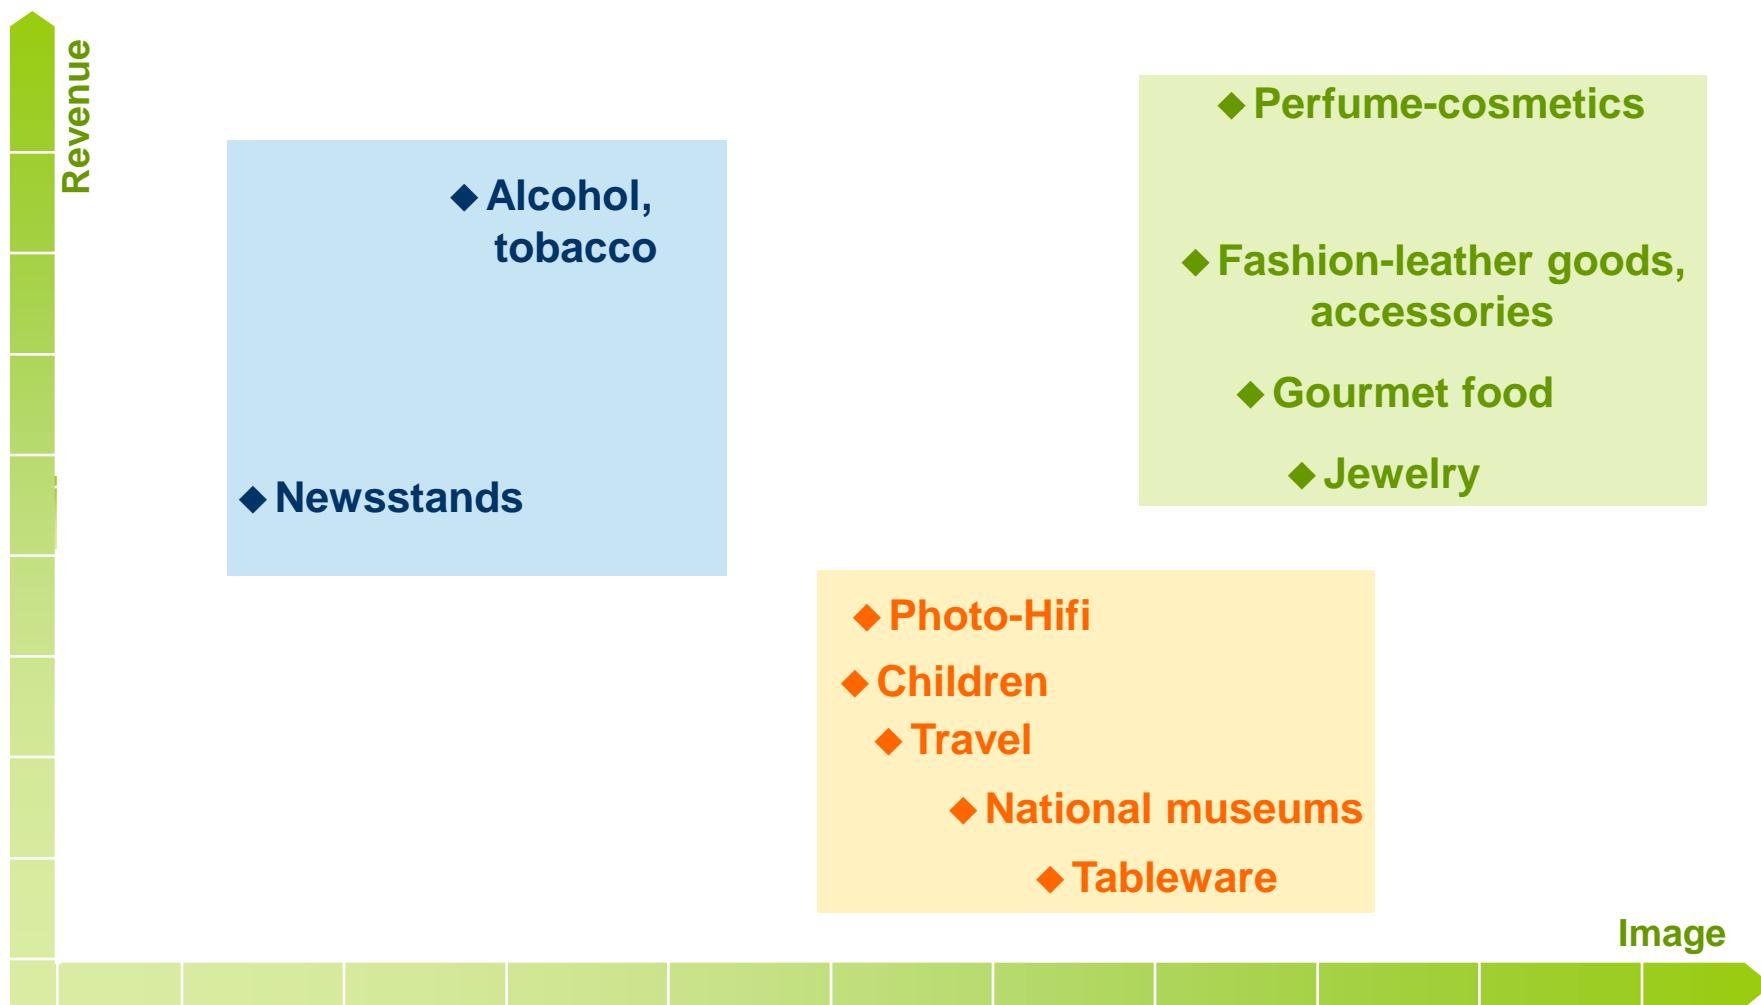 Revenue
◆ Perfume-cosmetics
◆ Alcohol,
tobacco
◆ Fashion-leather goods,
accessories
◆ Gourmet food
◆ Jewelry
◆ Newsstands
◆ Photo-Hifi
◆ Children
◆ Travel
◆ National museums
◆ Tableware
Image